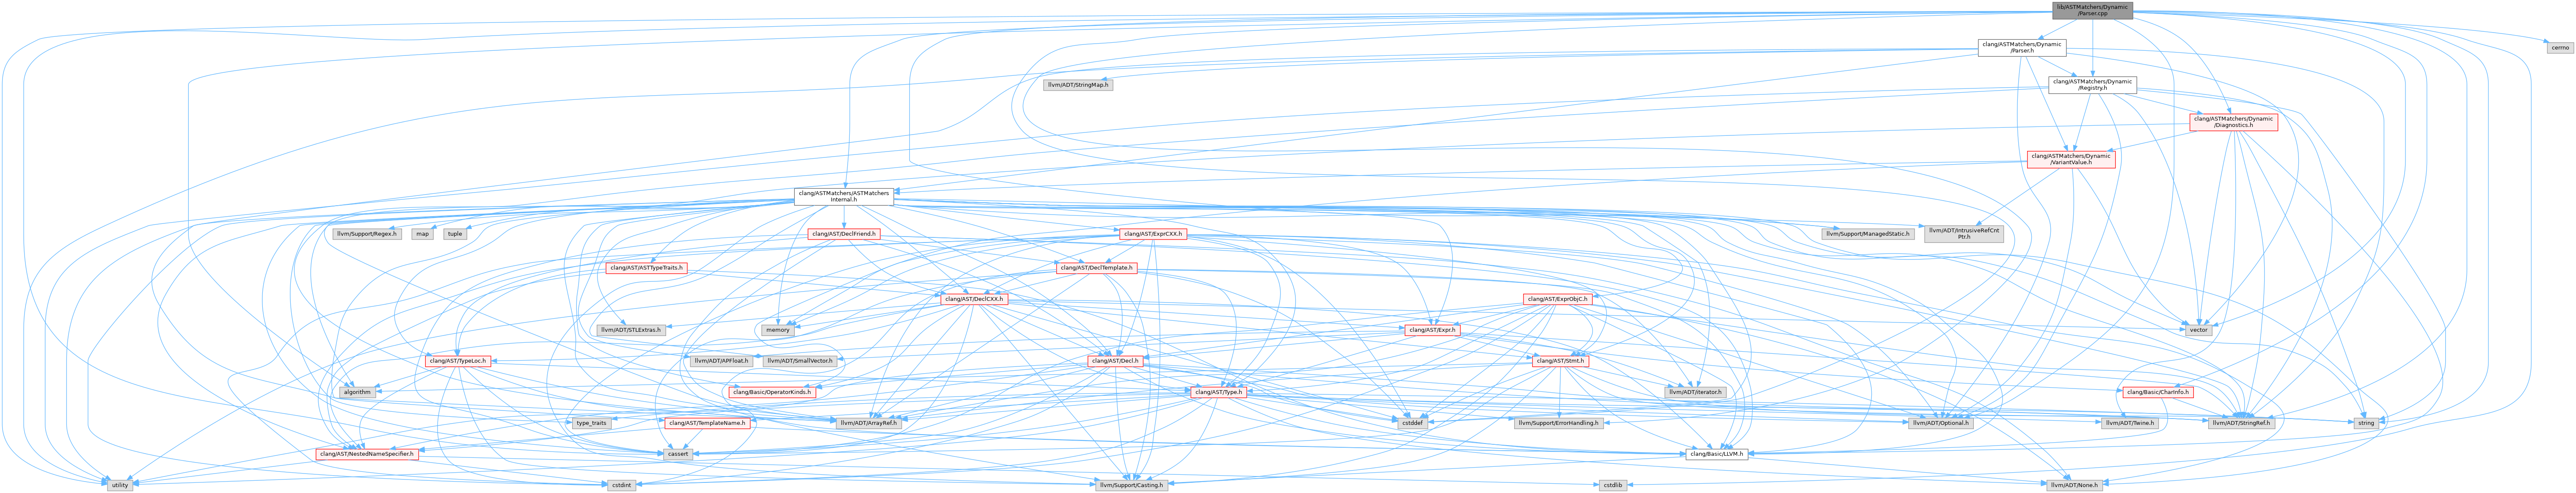 lib/ASTMatchers/Dynamic
/Parser.cpp
clang/ASTMatchers/Dynamic
/Parser.h
cerrno
llvm/ADT/StringMap.h
clang/ASTMatchers/Dynamic
/Registry.h
clang/ASTMatchers/Dynamic
/Diagnostics.h
clang/ASTMatchers/Dynamic
/VariantValue.h
clang/ASTMatchers/ASTMatchers
Internal.h
llvm/Support/Regex.h
map
tuple
clang/AST/DeclFriend.h
clang/AST/ExprCXX.h
llvm/Support/ManagedStatic.h
llvm/ADT/IntrusiveRefCnt
Ptr.h
clang/AST/ASTTypeTraits.h
clang/AST/DeclTemplate.h
clang/AST/DeclCXX.h
clang/AST/ExprObjC.h
llvm/ADT/STLExtras.h
memory
clang/AST/Expr.h
vector
clang/AST/TypeLoc.h
llvm/ADT/APFloat.h
llvm/ADT/SmallVector.h
clang/AST/Decl.h
clang/AST/Stmt.h
algorithm
clang/Basic/OperatorKinds.h
clang/AST/Type.h
llvm/ADT/iterator.h
clang/Basic/CharInfo.h
type_traits
clang/AST/TemplateName.h
llvm/ADT/ArrayRef.h
cstddef
llvm/Support/ErrorHandling.h
llvm/ADT/Optional.h
llvm/ADT/Twine.h
llvm/ADT/StringRef.h
string
clang/AST/NestedNameSpecifier.h
cassert
clang/Basic/LLVM.h
utility
cstdint
llvm/Support/Casting.h
cstdlib
llvm/ADT/None.h